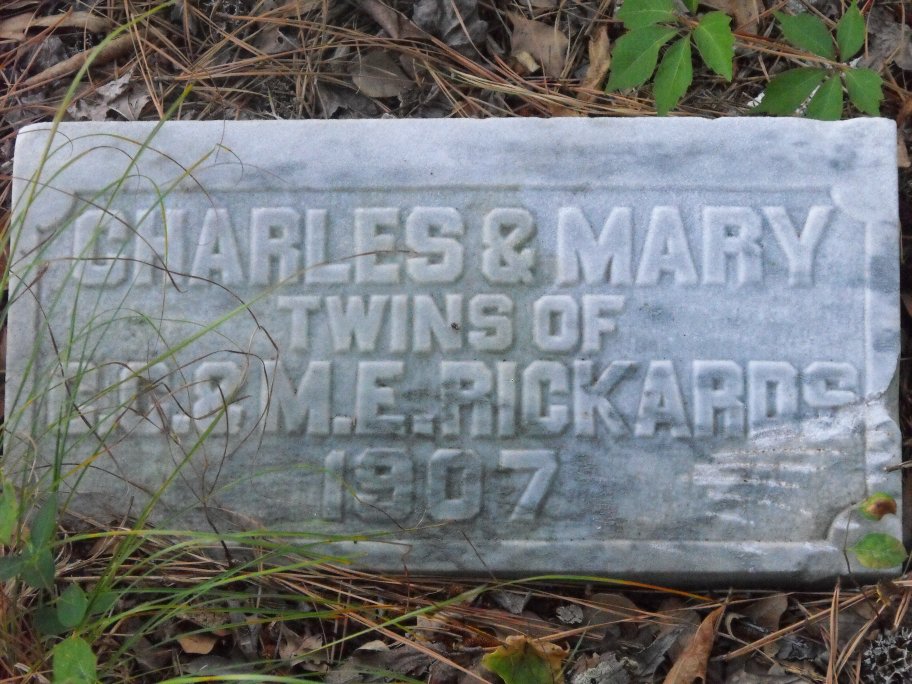 CHARLES & MARY
TWINS OF
& M.E. RICKARDS
1907